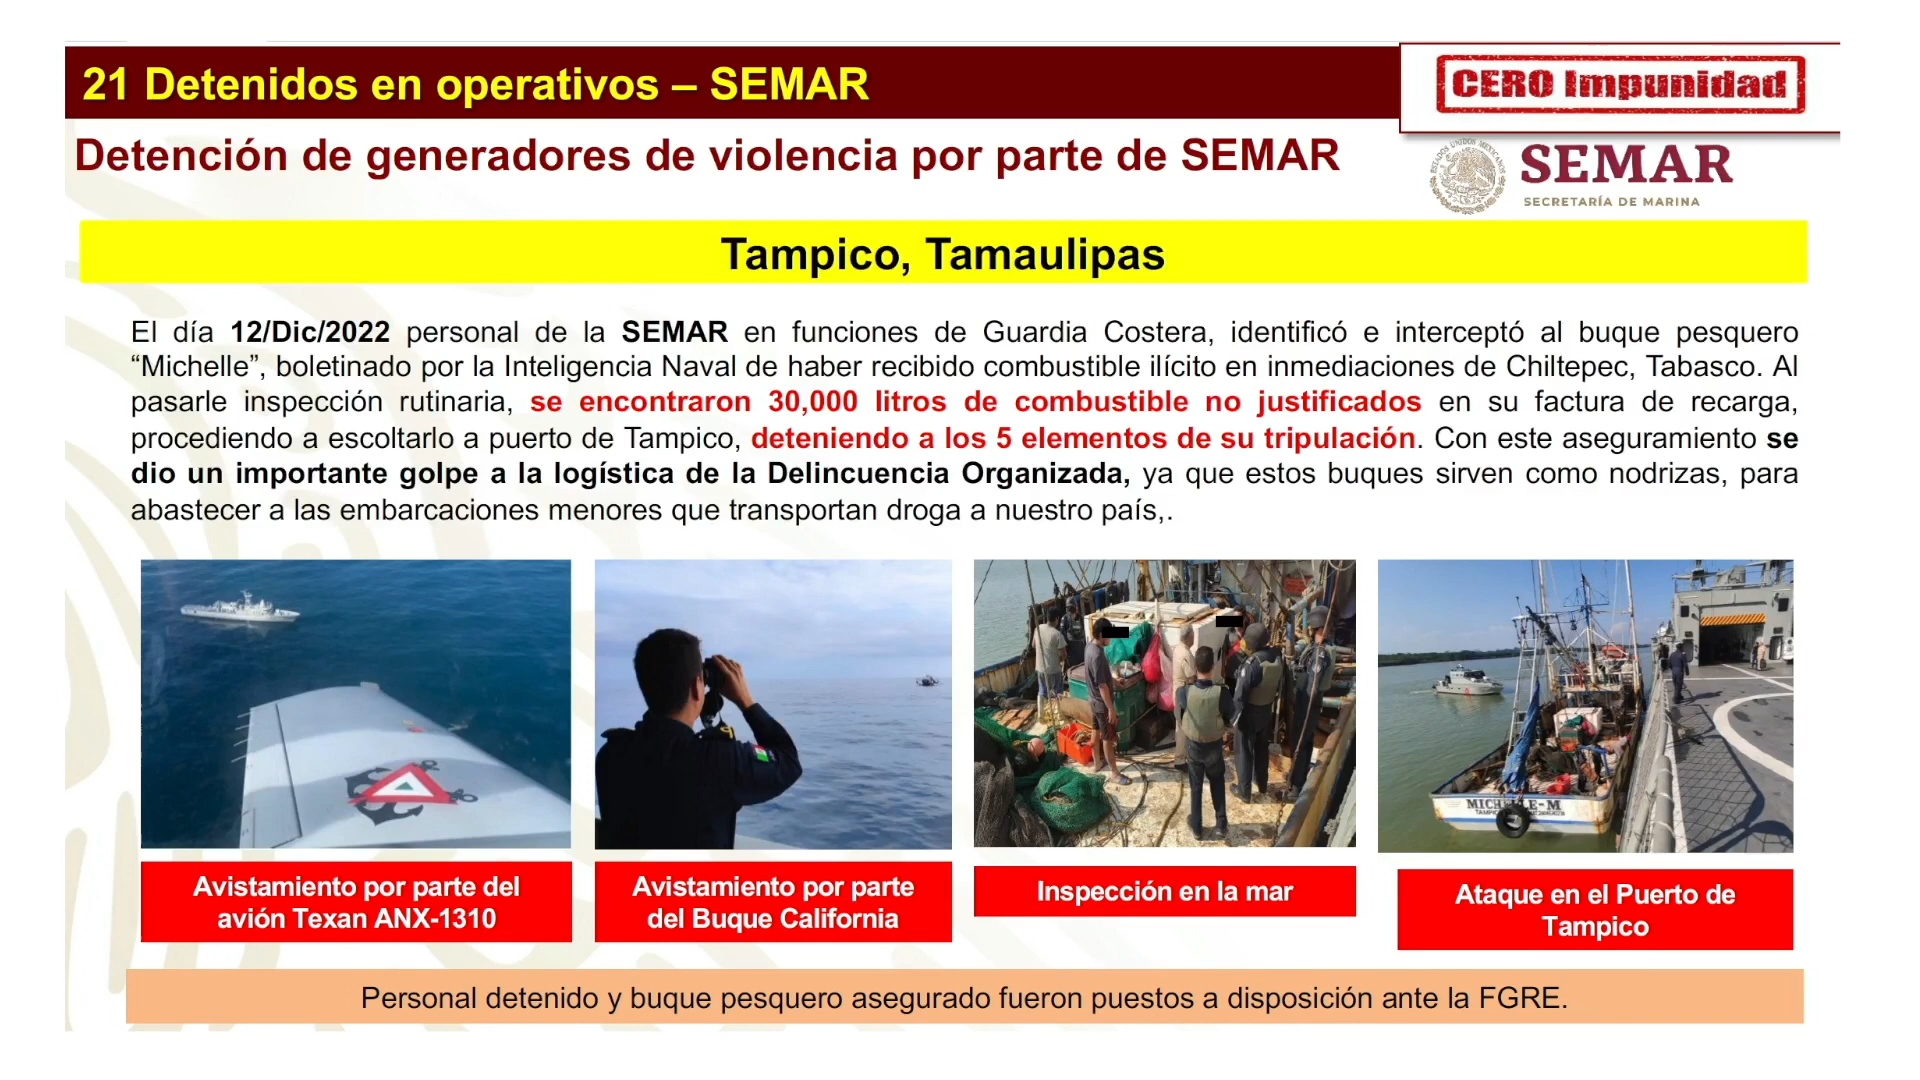 21 Detenidos en operativos – SEMAR
CERO Impunidad
Detención de generadores de violencia por parte de SEMAR
ESTADOS UNIDOS MEXICANOS
SEMAR
SECRETARÍA DE MARINA
Tampico, Tamaulipas
El día 12/Dic/2022 personal de la SEMAR en funciones de Guardia Costera, identificó e interceptó al buque pesquero
“Michelle”, boletinado por la Inteligencia Naval de haber recibido combustible ilícito en inmediaciones de Chiltepec, Tabasco. Al
pasarle inspección rutinaria, se encontraron 30,000 litros de combustible no justificados en su factura de recarga,
procediendo a escoltarlo a puerto de Tampico, deteniendo a los 5 elementos de su tripulación. Con este aseguramiento se
dio un importante golpe a la logística de la Delincuencia Organizada, ya que estos buques sirven como nodrizas, para
abastecer a las embarcaciones menores que transportan droga a nuestro país,.
MICHELLE-M
Avistamiento por parte del
avión Texan ANX-1310
Avistamiento por parte
del Buque California
Inspección en la mar
Ataque en el Puerto de
Tampico
Personal detenido y buque pesquero asegurado fueron puestos a disposición ante la FGRE.